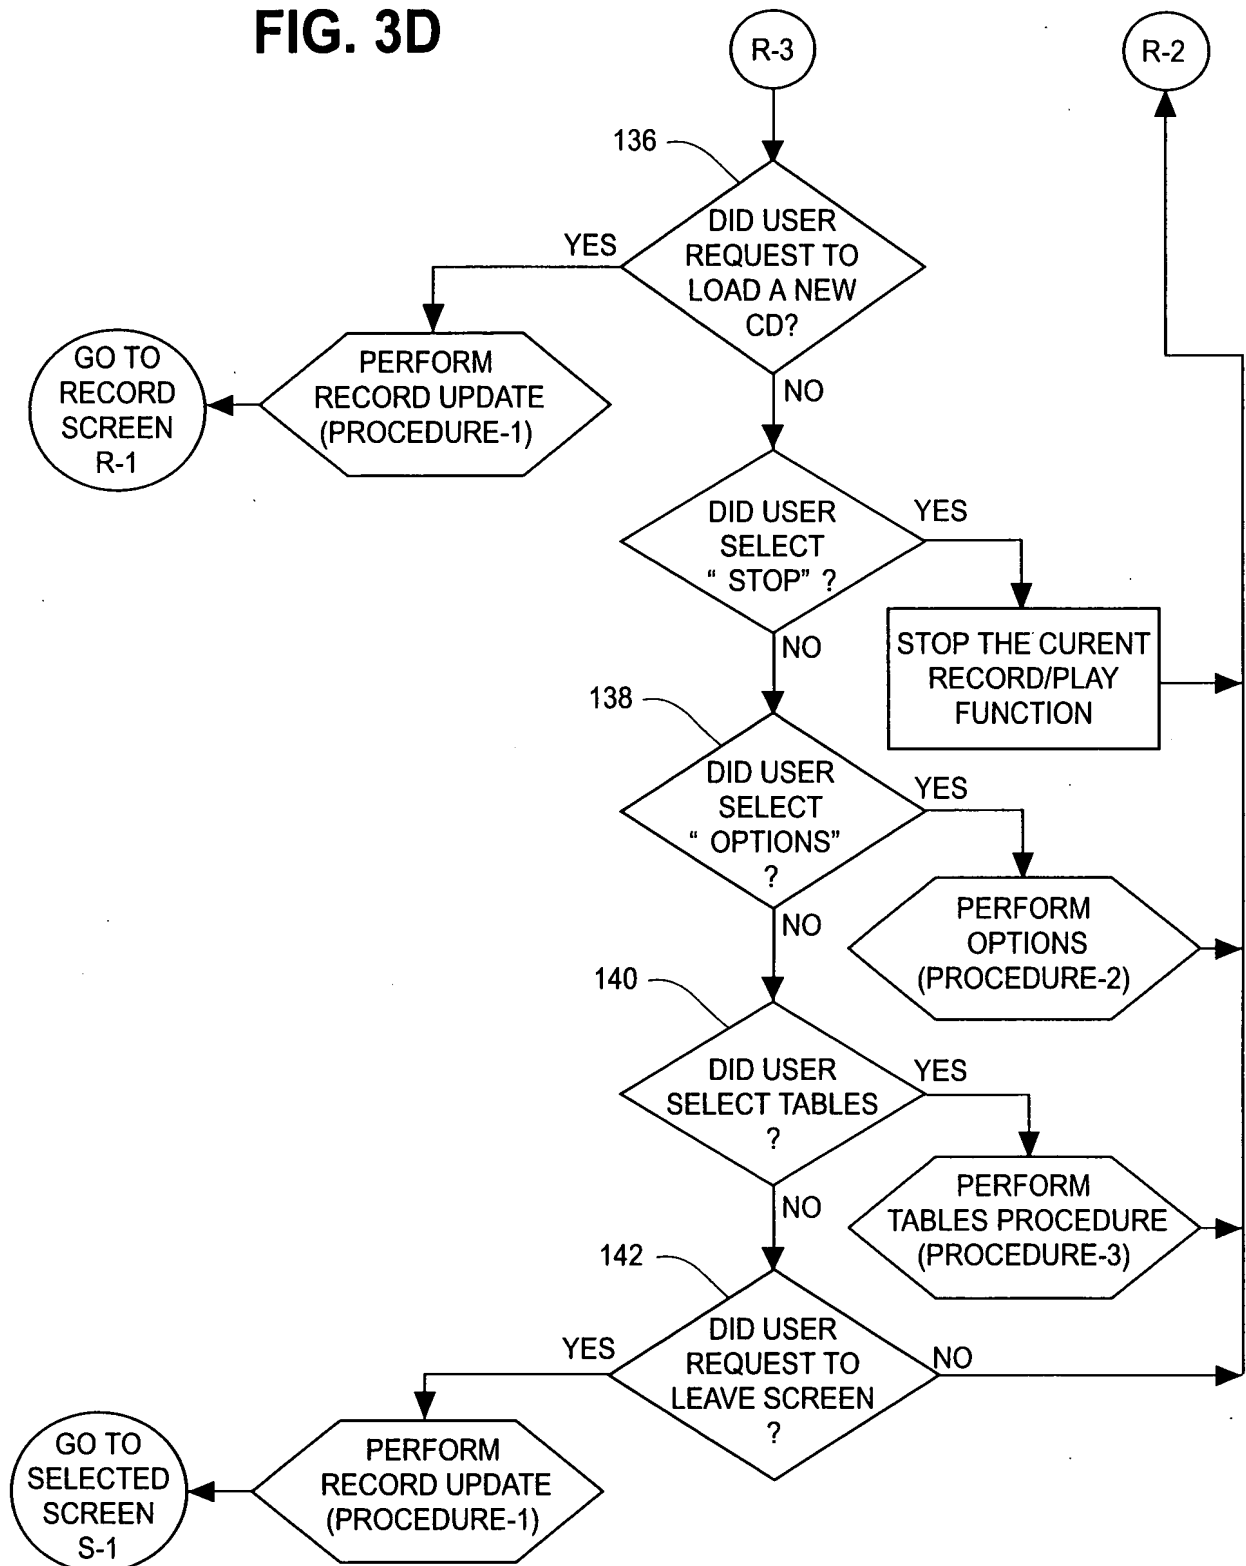 FIG. 3D
R-3
R-2
136
DID USER
REQUEST TO
LOAD A NEW
CD?
YES
NO
PERFORM
RECORD UPDATE
(PROCEDURE-1)
GO TO
RECORD
SCREEN
R-1
DID USER
SELECT
“ STOP” ?
YES
NO
STOP THE CURENT
RECORD/PLAY
FUNCTION
138
DID USER
SELECT
“ OPTIONS”
?
YES
NO
PERFORM
OPTIONS
(PROCEDURE-2)
140
DID USER
SELECT TABLES
?
YES
NO
PERFORM
TABLES PROCEDURE
(PROCEDURE-3)
142
DID USER
REQUEST TO
LEAVE SCREEN
?
YES
NO
PERFORM
RECORD UPDATE
(PROCEDURE-1)
GO TO
SELECTED
SCREEN
S-1